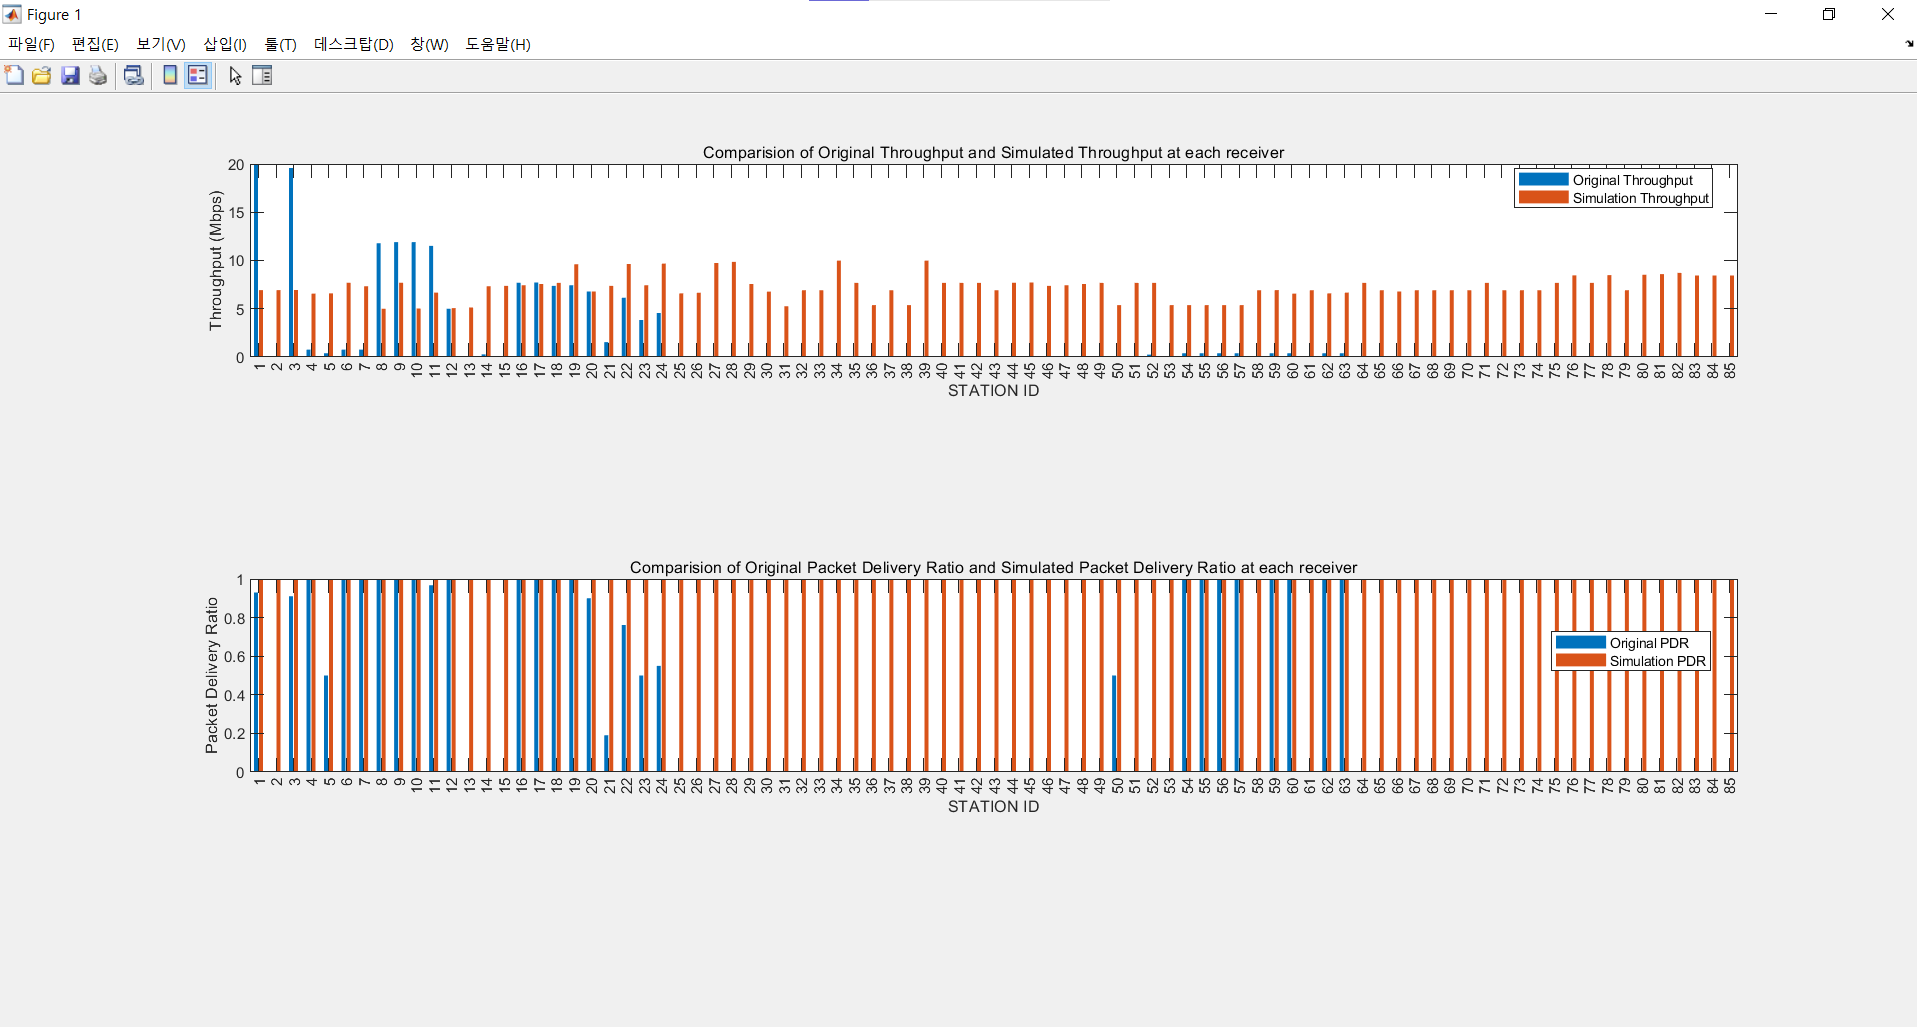 Figure 1
파일(F) 편집(E) 보기(V) 삽입(I) 툴(T) 데스크탑(D) 창(W) 도움말(H)
Comparision of Original Throughput and Simulated Throughput at each receiver
Throughput (Mbps)
20
15
10
5
0
Original Throughput
Simulation Throughput
1 2 3 4 5 6 7 8 9 10 11 12 13 14 15 16 17 18 19 20 21 22 23 24 25 26 27 28 29 30 31 32 33 34 35 36 37 38 39 40 41 42 43 44 45 46 47 48 49 50 51 52 53 54 55 56 57 58 59 60 61 62 63 64 65 66 67 68 69 70 71 72 73 74 75 76 77 78 79 80 81 82 83 84 85
STATION ID
Comparision of Original Packet Delivery Ratio and Simulated Packet Delivery Ratio at each receiver
Packet Delivery Ratio
1
0.8
0.6
0.4
0.2
0
Original PDR
Simulation PDR
1 2 3 4 5 6 7 8 9 10 11 12 13 14 15 16 17 18 19 20 21 22 23 24 25 26 27 28 29 30 31 32 33 34 35 36 37 38 39 40 41 42 43 44 45 46 47 48 49 50 51 52 53 54 55 56 57 58 59 60 61 62 63 64 65 66 67 68 69 70 71 72 73 74 75 76 77 78 79 80 81 82 83 84 85
STATION ID